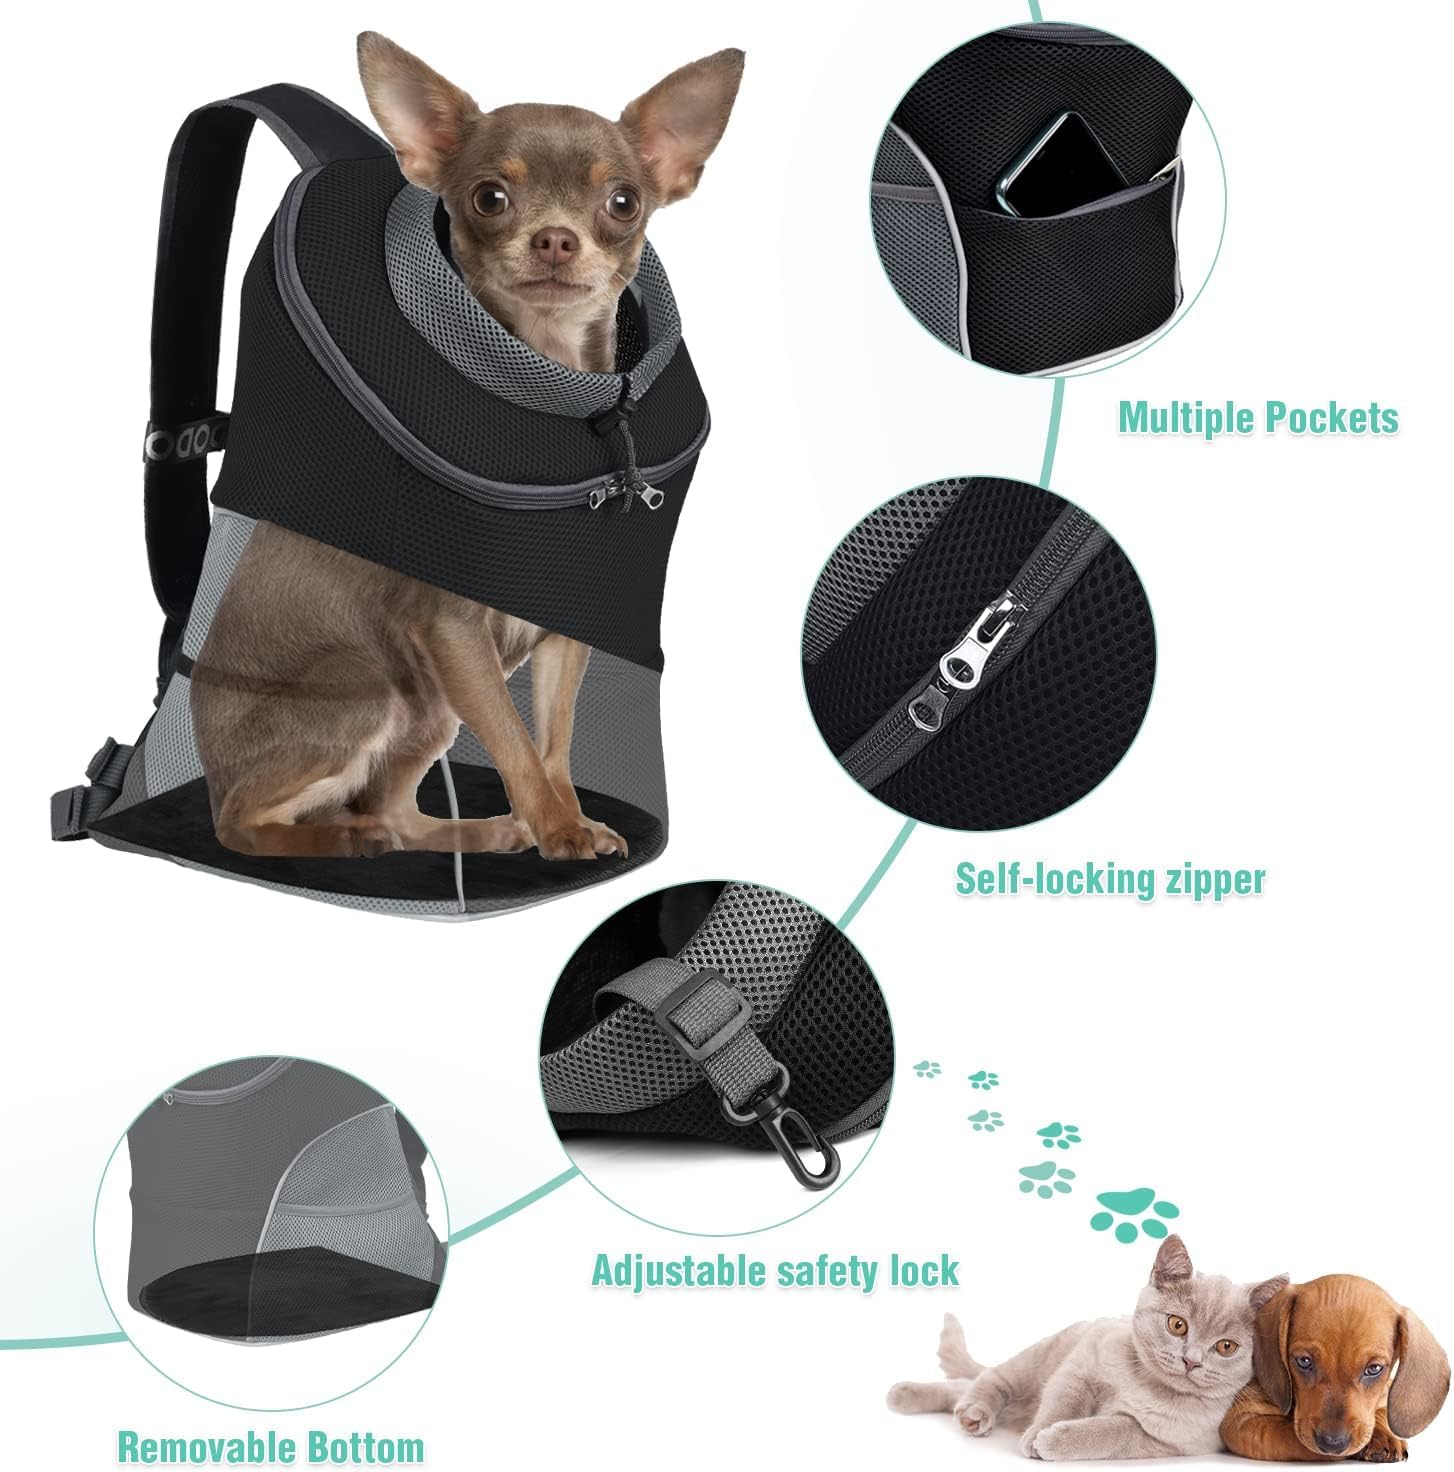 Multiple Pockets
Self-locking zipper
Adjustable safety lock
Removable Bottom